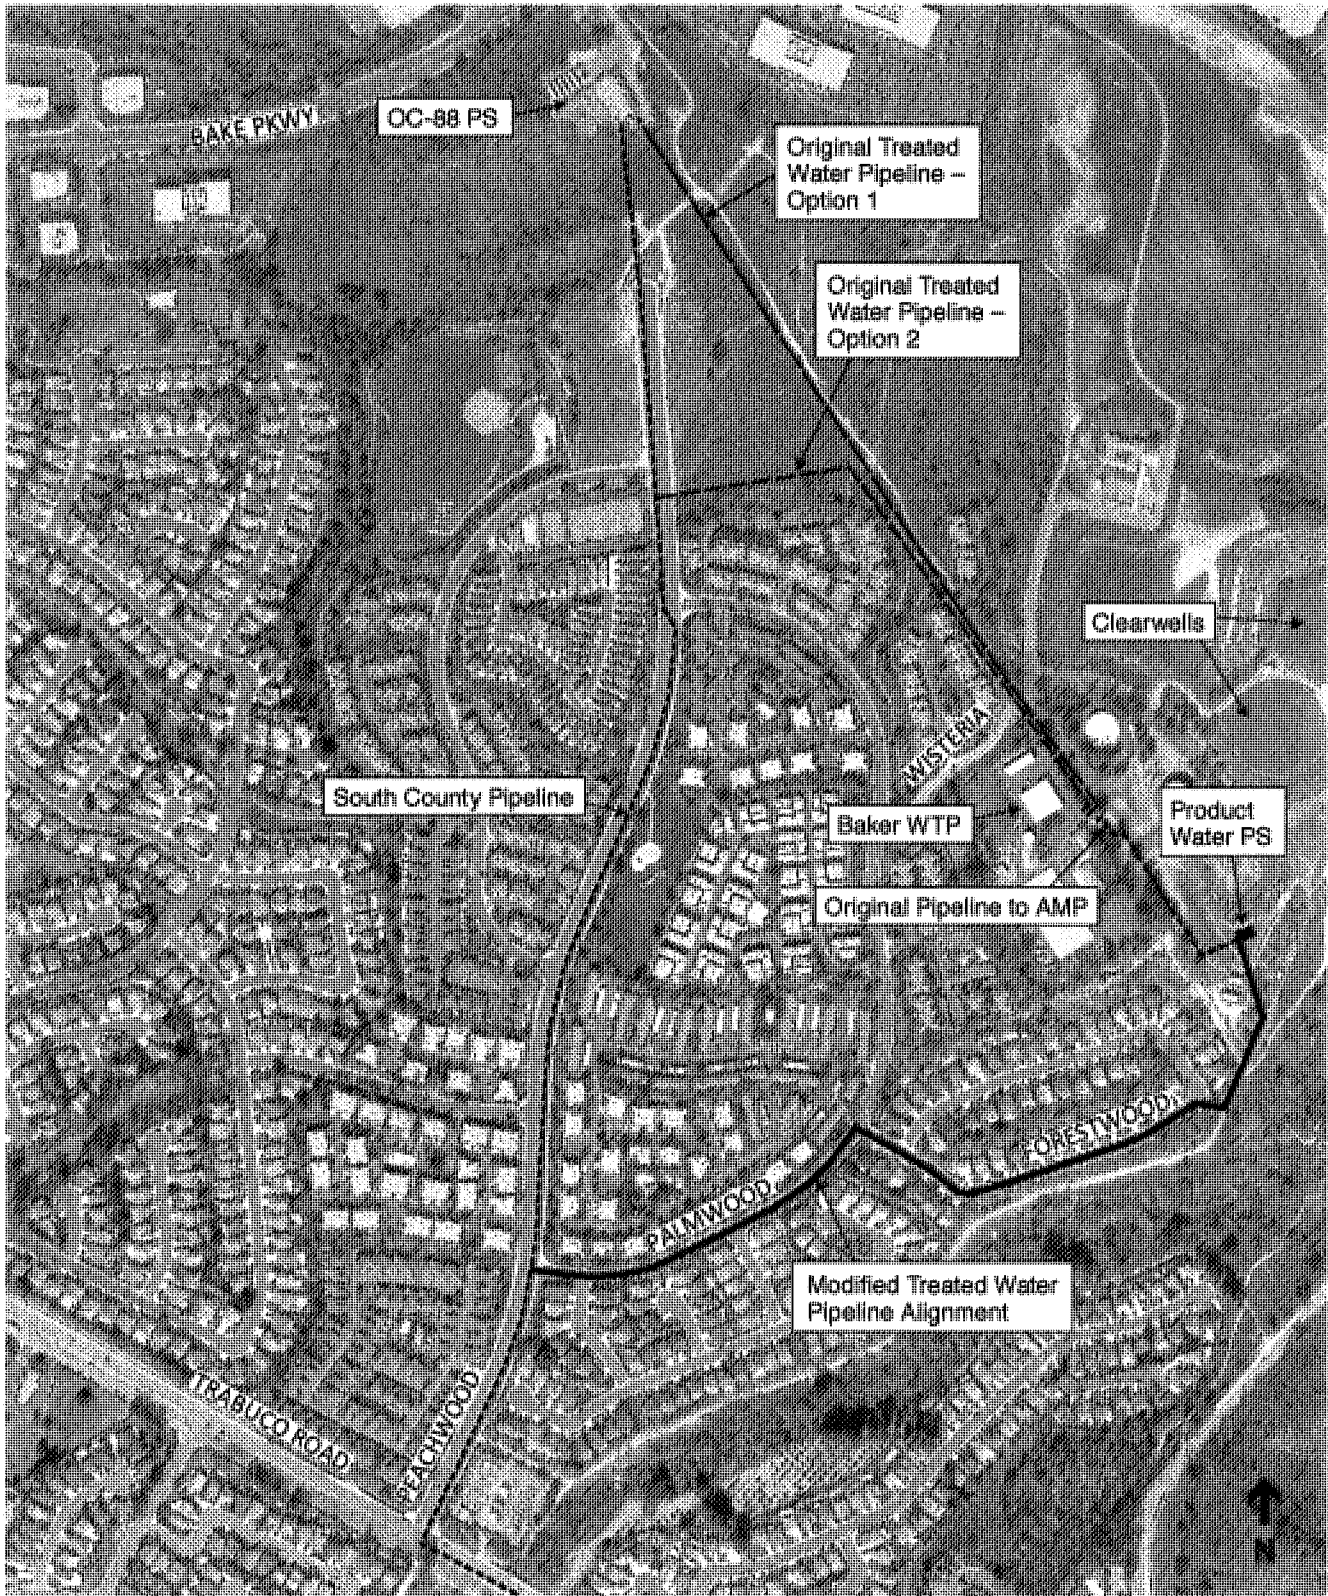 OC-88 PS
BAKE PKWY
Original Treated
Water Pipeline –
Option 1
Original Treated
Water Pipeline –
Option 2
Clearwells
WISTERIA
South County Pipeline
Baker WTP
Product
Water PS
Original Pipeline to AMP
FORESTWOOD
PALMWOOD
Modified Treated Water
Pipeline Alignment
TRABUCO ROAD
PEACHWOOD
N